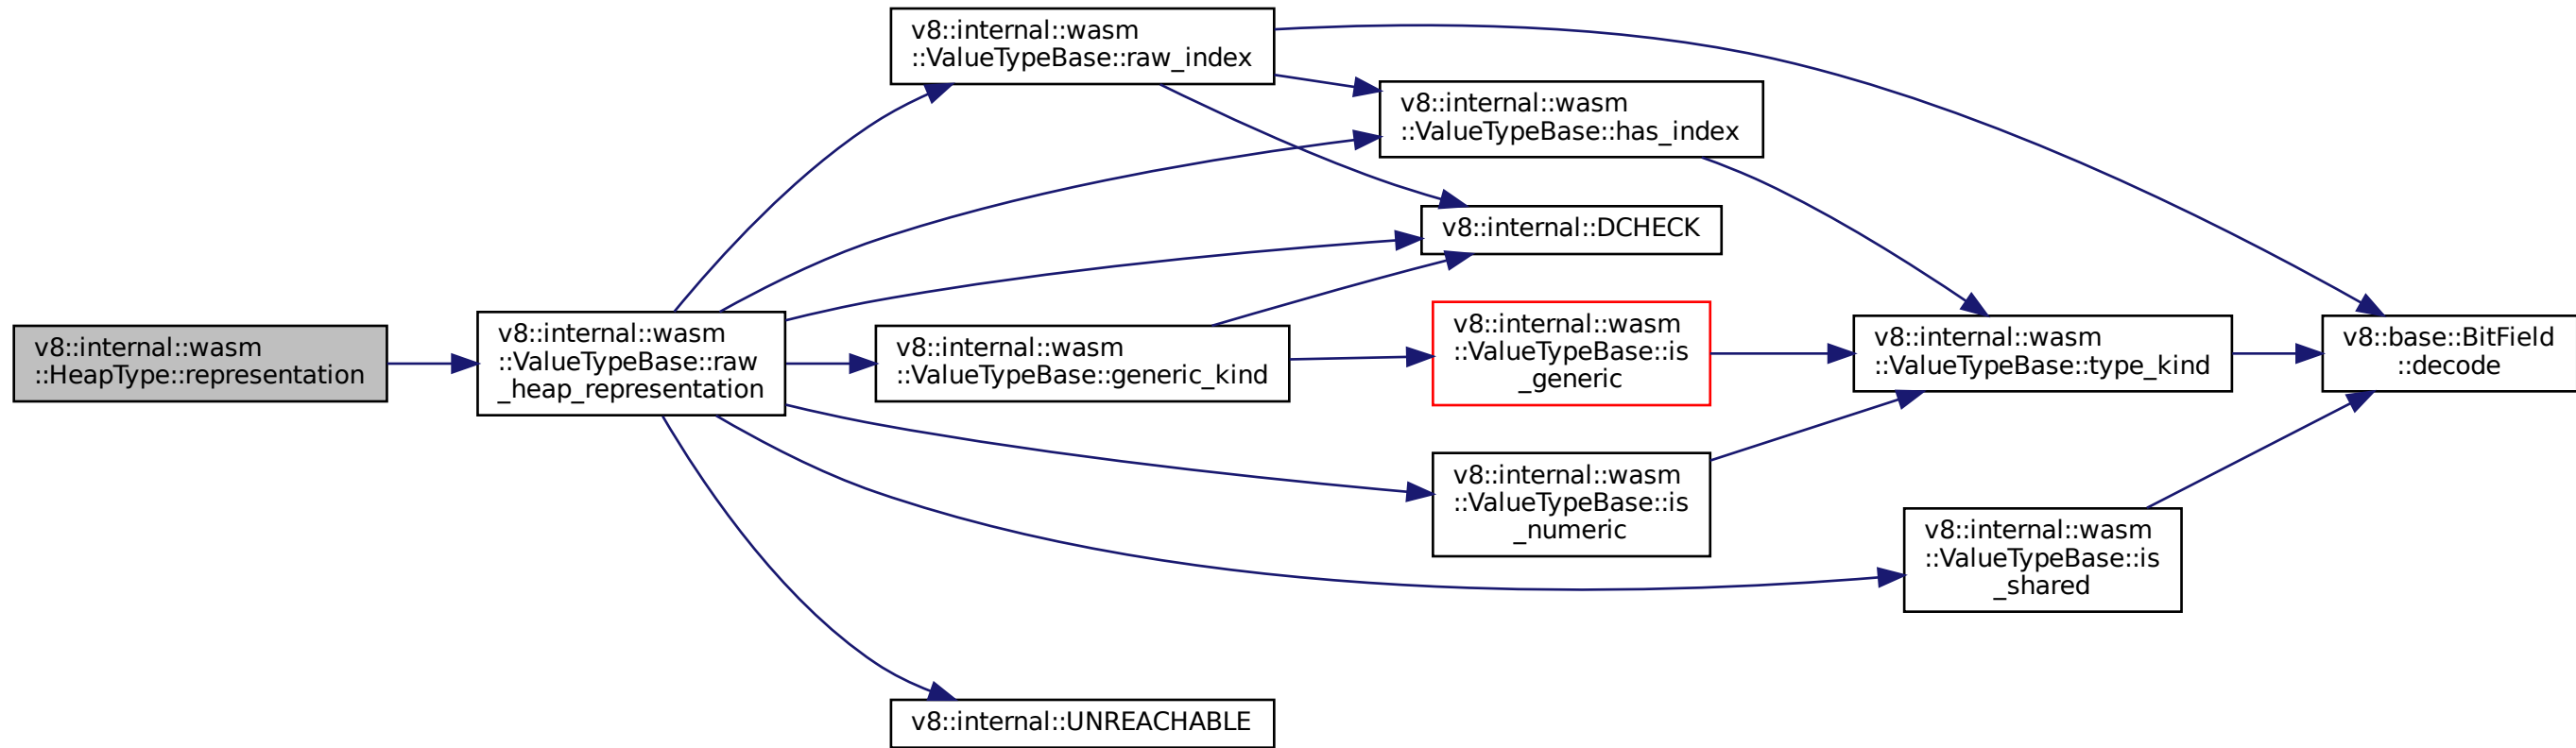 v8::internal::wasm
::HeapType::representation
v8::internal::wasm
::ValueTypeBase::raw
_heap_representation
v8::internal::wasm
::ValueTypeBase::raw_index
v8::internal::wasm
::ValueTypeBase::has_index
v8::internal::DCHECK
v8::internal::wasm
::ValueTypeBase::generic_kind
v8::internal::wasm
::ValueTypeBase::is
_generic
v8::internal::wasm
::ValueTypeBase::type_kind
v8::base::BitField
::decode
v8::internal::wasm
::ValueTypeBase::is
_numeric
v8::internal::wasm
::ValueTypeBase::is
_shared
v8::internal::UNREACHABLE